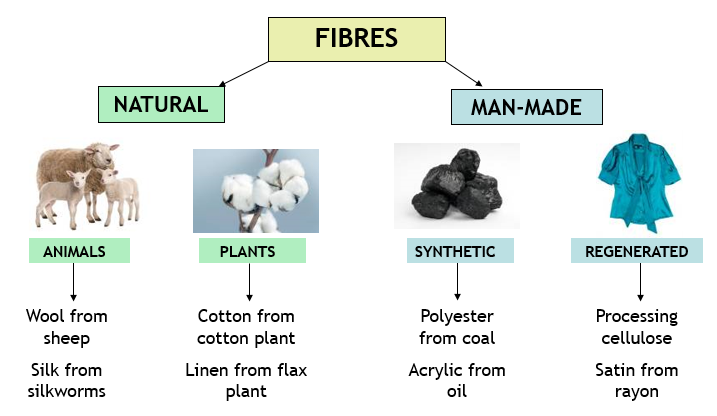 FIBRES
NATURAL
MAN-MADE
ANIMALS
PLANTS
SYNTHETIC
REGENERATED
Wool from
sheep
Silk from
silkworms
Cotton from
cotton plant
Linen from flax
plant
Polyester
from coal
Acrylic from
oil
Processing
cellulose
Satin from
rayon